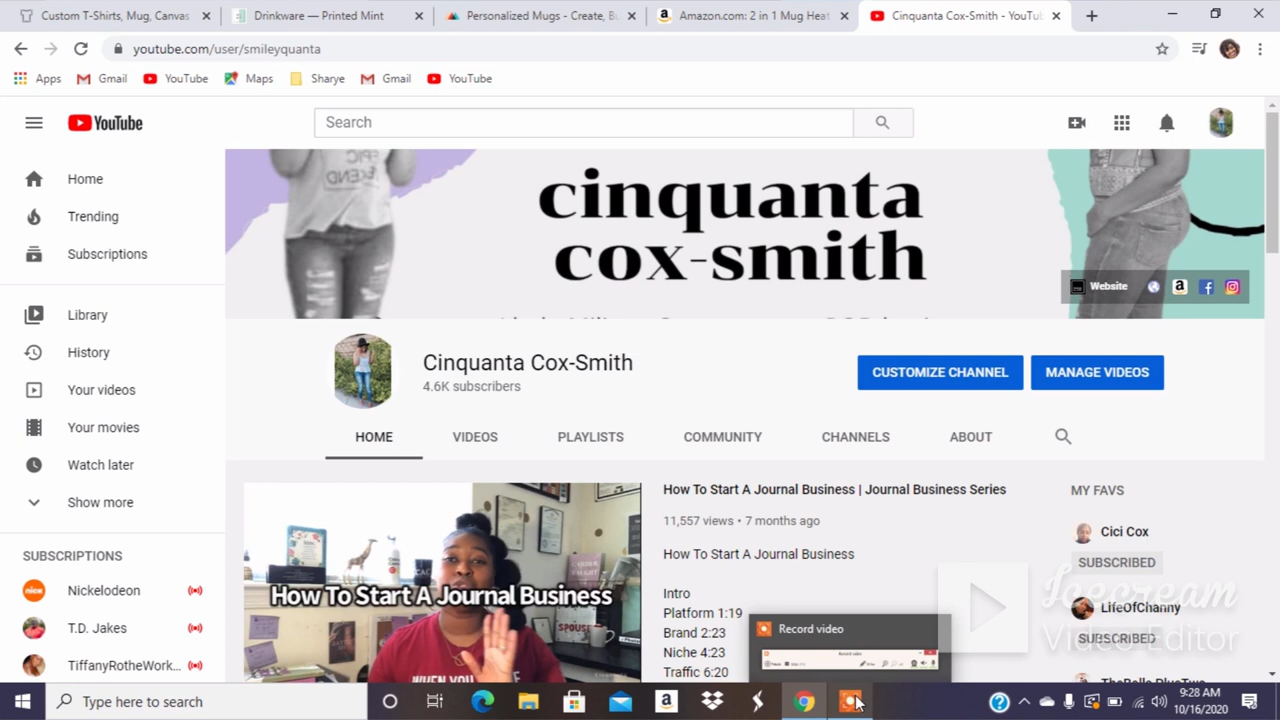 Custom T-Shirts, Mug, Canvas
Drinkware — Printed Mint
Personalized Mugs - Create, Bu
Amazon.com: 2 in 1 Mug Heat
Cinquanta Cox-Smith - YouTub
youtube.com/user/smileyquanta
Apps
Gmail
YouTube
Maps
Sharye
Gmail
YouTube
YouTube
Search
Home
Trending
Subscriptions
Library
History
Your videos
Your movies
Watch later
Show more
SUBSCRIPTIONS
Nickelodeon
T.D. Jakes
TiffanyRotheWork...
cinquanta
cox-smith
Website
Cinquanta Cox-Smith
4.6K subscribers
CUSTOMIZE CHANNEL
MANAGE VIDEOS
HOME
VIDEOS
PLAYLISTS
COMMUNITY
CHANNELS
ABOUT
How To Start A Journal Business
How To Start A Journal Business | Journal Business Series
11,557 views • 7 months ago
How To Start A Journal Business
Intro
Platform 1:19
Brand 2:23
Niche 4:23
Traffic 6:20
MY FAVS
Cici Cox
SUBSCRIBED
LifeOfChanny
SUBSCRIBED
Icecream
Video Editor
Record video
Type here to search
9:28 AM
10/16/2020